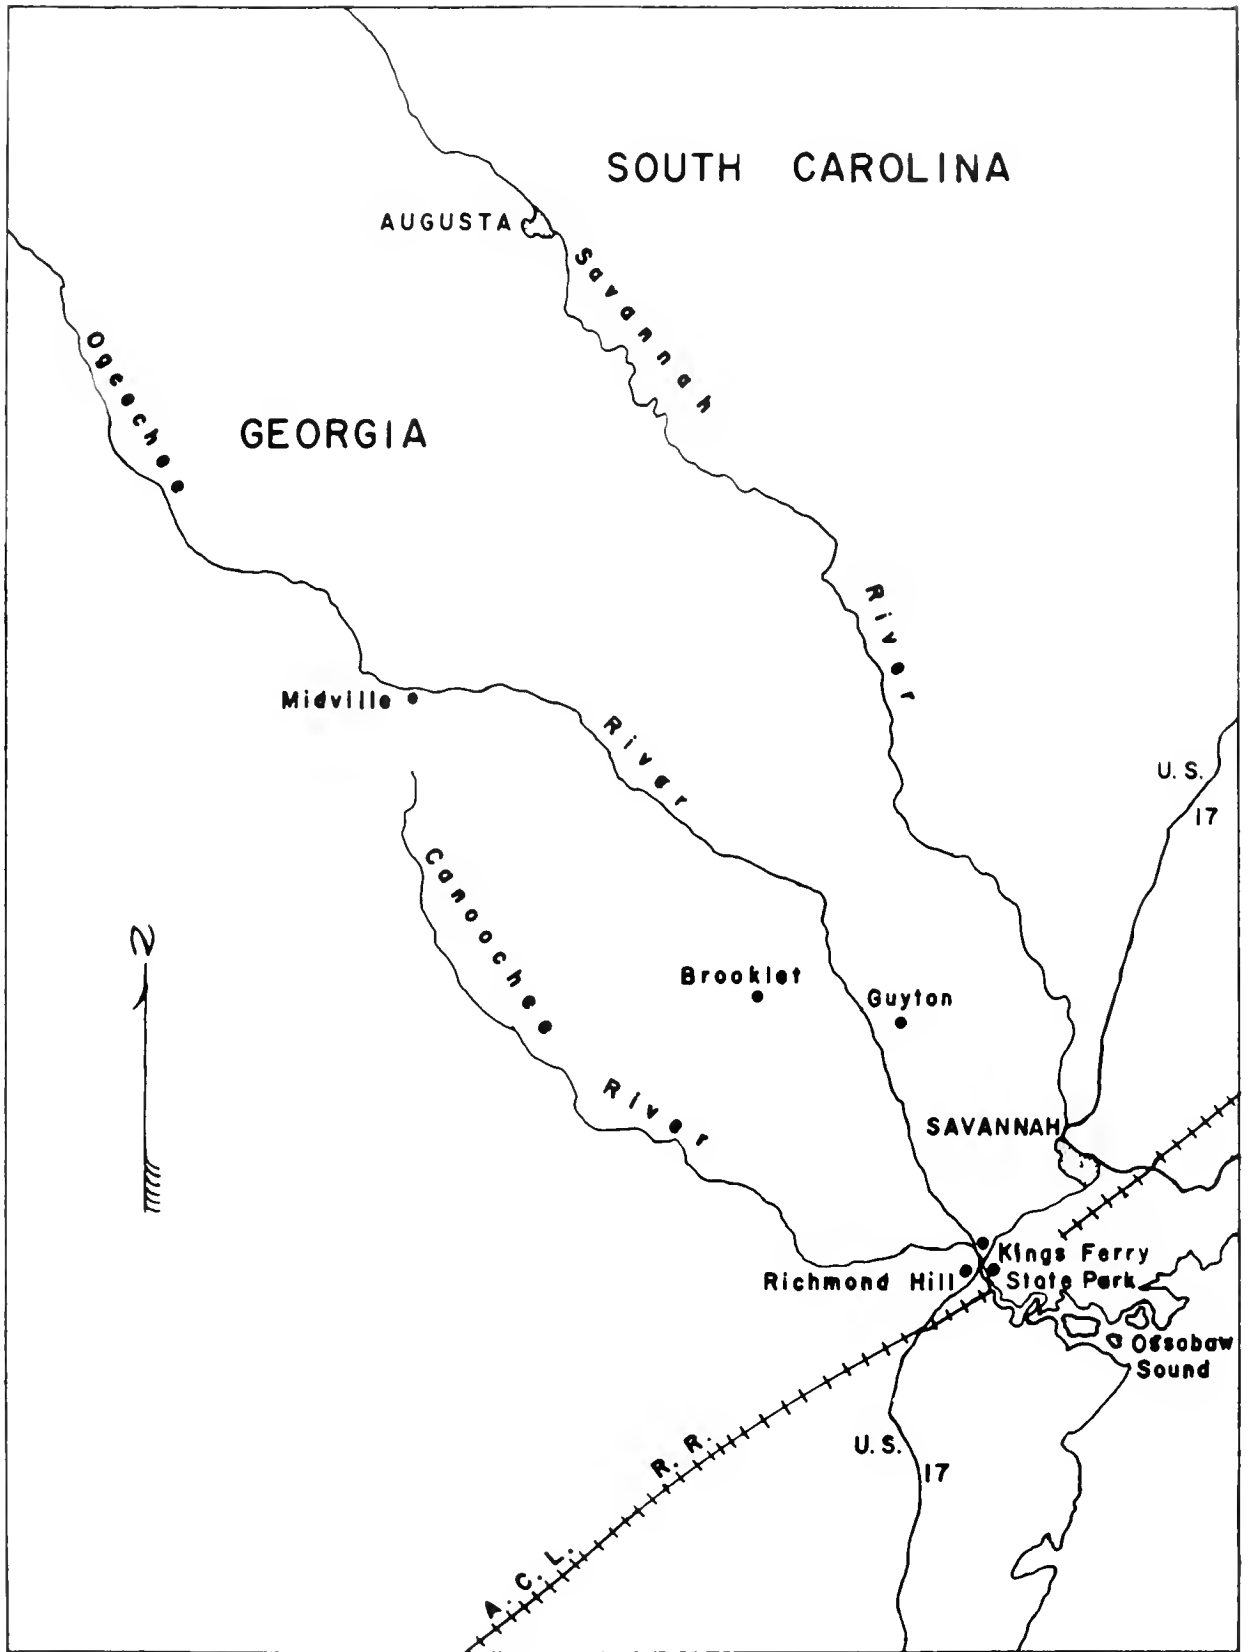 SOUTH CAROLINA
AUGUSTA
Savannah
Ogeechee
GEORGIA
River
Midville
River
U. S.
17
Canoochee
N
Brooklet
Guyton
River
SAVANNAH
Kings Ferry
State Park
Richmond Hill
Ossabaw
Sound
U. S.
17
A. C. L. R. R.